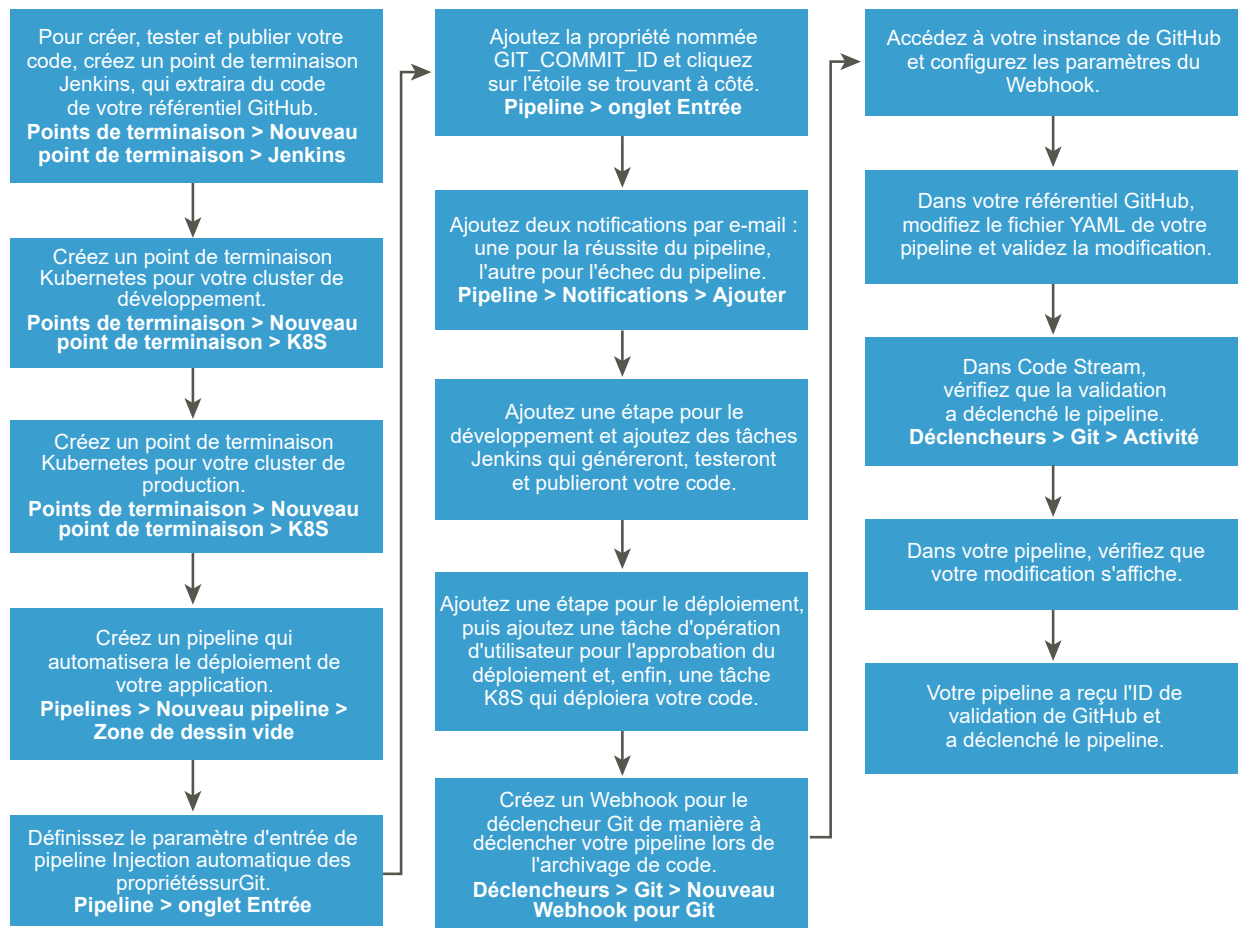 Pour créer, tester et publier votre
code, créez un point de terminaison
Jenkins, qui extraira du code
de votre référentiel GitHub.
Points de terminaison > Nouveau
point de terminaison > Jenkins
Créez un point de terminaison
Kubernetes pour votre cluster de
développement.
Points de terminaison > Nouveau
point de terminaison > K8S
Créez un point de terminaison
Kubernetes pour votre cluster de
production.
Points de terminaison > Nouveau
point de terminaison > K8S
Créez un pipeline qui
automatisera le déploiement de
votre application.
Pipelines > Nouveau pipeline >
Zone de dessin vide
Définissez le paramètre d'entrée de
pipeline Injection automatique des
propriétéssurGit.
Pipeline > onglet Entrée
Ajoutez la propriété nommée
GIT_COMMIT_ID et cliquez
sur l'étoile se trouvant à côté.
Pipeline > onglet Entrée
Ajoutez deux notifications par e-mail :
une pour la réussite du pipeline,
l'autre pour l'échec du pipeline.
Pipeline > Notifications > Ajouter
Ajoutez une étape pour le
développement et ajoutez des tâches
Jenkins qui généreront, testeront
et publieront votre code.
Ajoutez une étape pour le déploiement,
puis ajoutez une tâche d'opération
d'utilisateur pour l'approbation du
déploiement et, enfin, une tâche
K8S qui déploiera votre code.
Créez un Webhook pour le
déclencheur Git de manière à
déclencher votre pipeline lors de
l'archivage de code.
Déclencheurs > Git > Nouveau
Webhook pour Git
Accédez à votre instance de GitHub
et configurez les paramètres du
Webhook.
Dans votre référentiel GitHub,
modifiez le fichier YAML de votre
pipeline et validez la modification.
Dans Code Stream,
vérifiez que la validation
a déclenché le pipeline.
Déclencheurs > Git > Activité
Dans votre pipeline, vérifiez que
votre modification s'affiche.
Votre pipeline a reçu l'ID de
validation de GitHub et
a déclenché le pipeline.